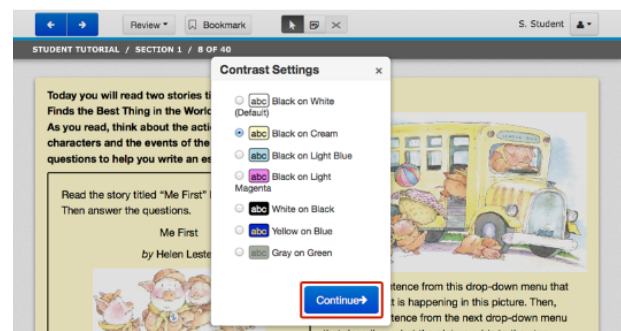 Review
Bookmark
S. Student
STUDENT TUTORIAL / SECTION 1 / 8 OF 40
Contrast Settings
×
Today you will read two stories ti
Finds the Best Thing in the World
As you read, think about the acti
characters and the events of the
questions to help you write an es
Read the story titled “Me First”
Then answer the questions.
Me First
by Helen Leste
abc Black on White
(Default)
abc Black on Cream
abc Black on Light Blue
abc Black on Light
Magenta
abc White on Black
abc Yellow on Blue
abc Gray on Green
Continue
tence from this drop-down menu that
t is happening in this picture. Then,
tence from the next drop-down menu